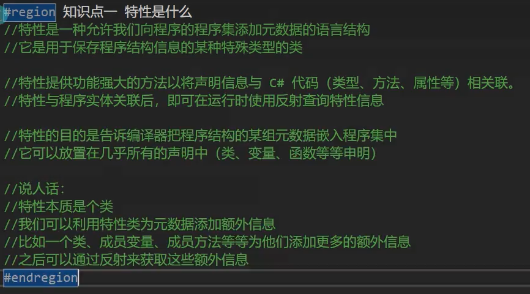 #region 知识点一 特性是什么
//特性是一种允许我们向程序的程序集添加元数据的语言结构
//它是用于保存程序结构信息的某种特殊类型的类
//特性提供功能强大的方法以将声明信息与 C# 代码（类型、方法、属性等）相关联。
//特性与程序实体关联后，即可在运行时使用反射查询特性信息
//特性的目的是告诉编译器把程序结构的某组元数据嵌入程序集中
//它可以放置在几乎所有的声明中（类、变量、函数等等申明）
//说人话：
//特性本质是个类
//我们可以利用特性类为元数据添加额外信息
//比如一个类、成员变量、成员方法等等为他们添加更多的额外信息
//之后可以通过反射来获取这些额外信息
#endregion